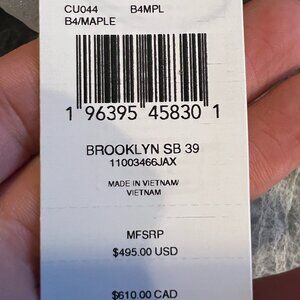 CU044 B4MPL
B4/MAPLE
1 96395 45830 1
BROOKLYN SB 39
11003466JAX
MADE IN VIETNAM/
VIETNAM
MFSRP
$495.00 USD
$610.00 CAD